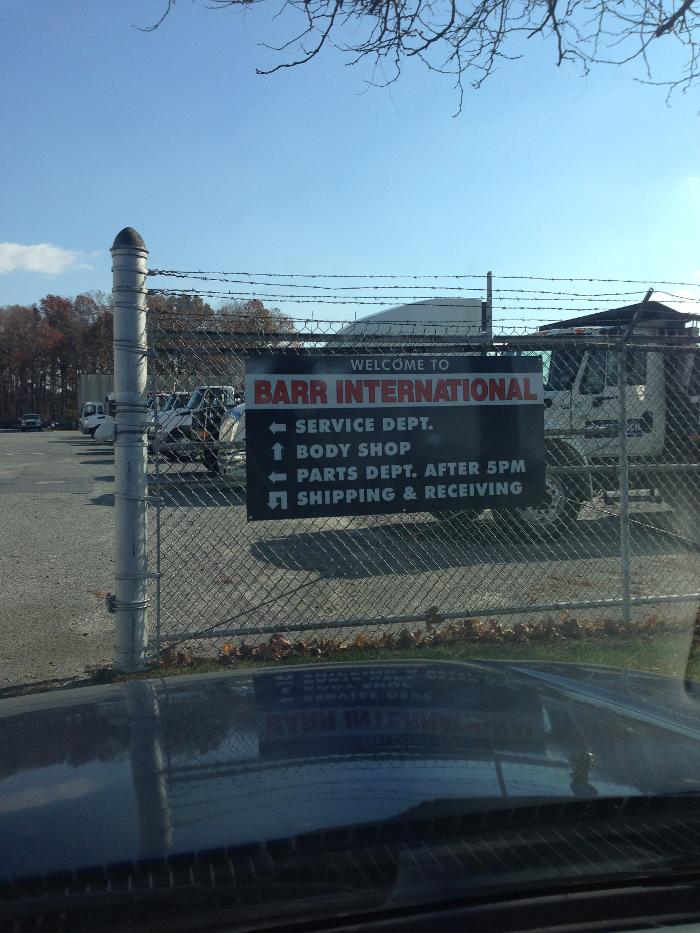 WELCOME TO
BARR INTERNATIONAL
SERVICE DEPT.
BODY SHOP
PARTS DEPT. AFTER 5PM
SHIPPING & RECEIVING